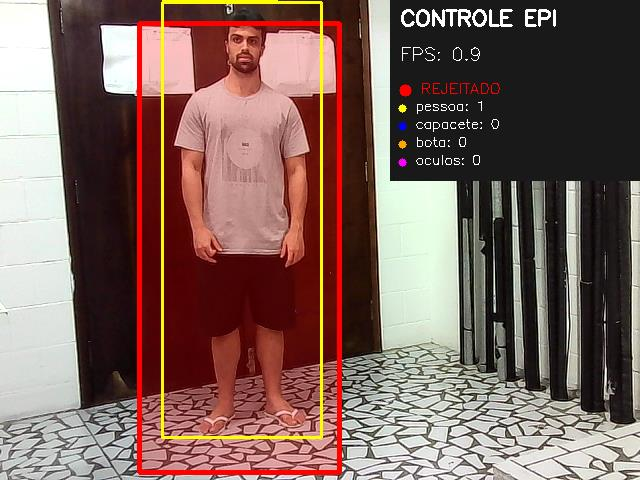 CONTROLE EPI
FPS: 0.9
REJEITADO
pessoa: 1
capacete: 0
bota: 0
oculos: 0